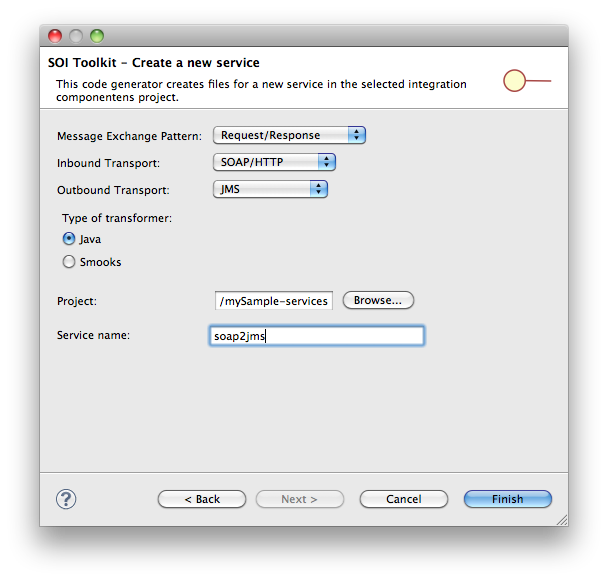 SOI Toolkit – Create a new service
This code generator creates files for a new service in the selected integration
componentens project.
Message Exchange Pattern: Request/Response
Inbound Transport: SOAP/HTTP
Outbound Transport: JMS
Type of transformer:
Java
Smooks
Project: /mySample-services Browse...
Service name: soap2jms
? < Back Next > Cancel Finish